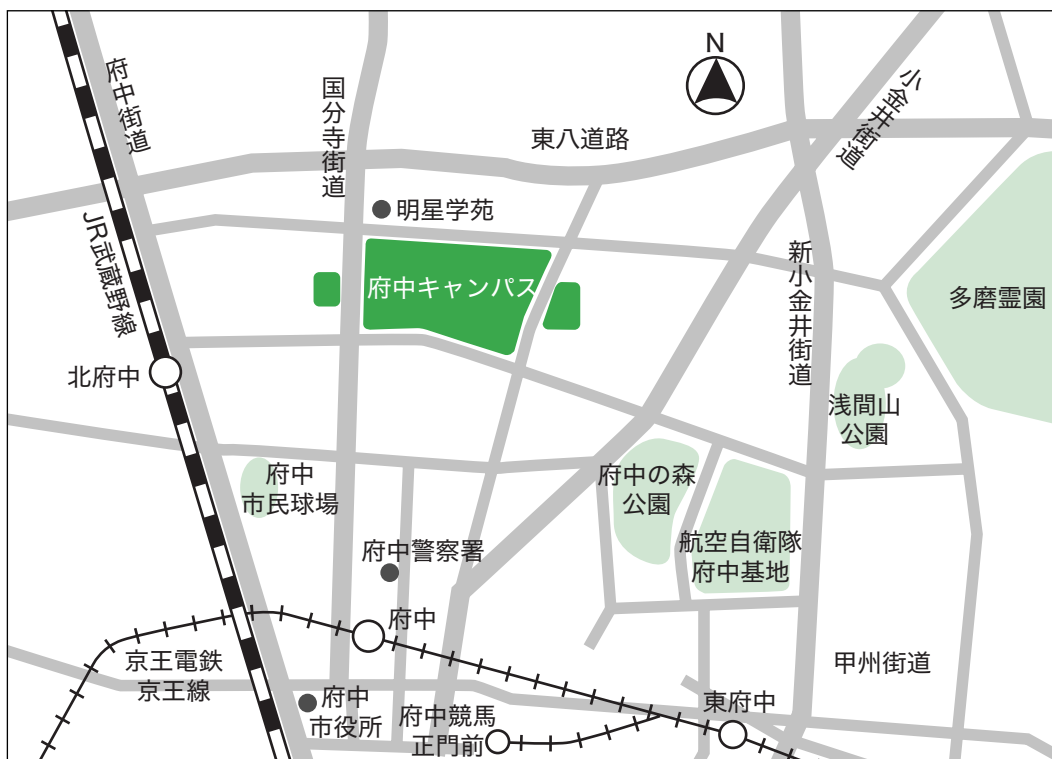 N
府中街道
国分寺街道
東八道路
小金井街道
明星学苑
JR武蔵野線
府中キャンパス
新小金井街道
多磨霊園
北府中
浅間山
公園
府中
市民球場
府中の森
公園
航空自衛隊
府中基地
府中警察署
府中
京王電鉄
京王線
甲州街道
府中
市役所
府中競馬
正門前
東府中